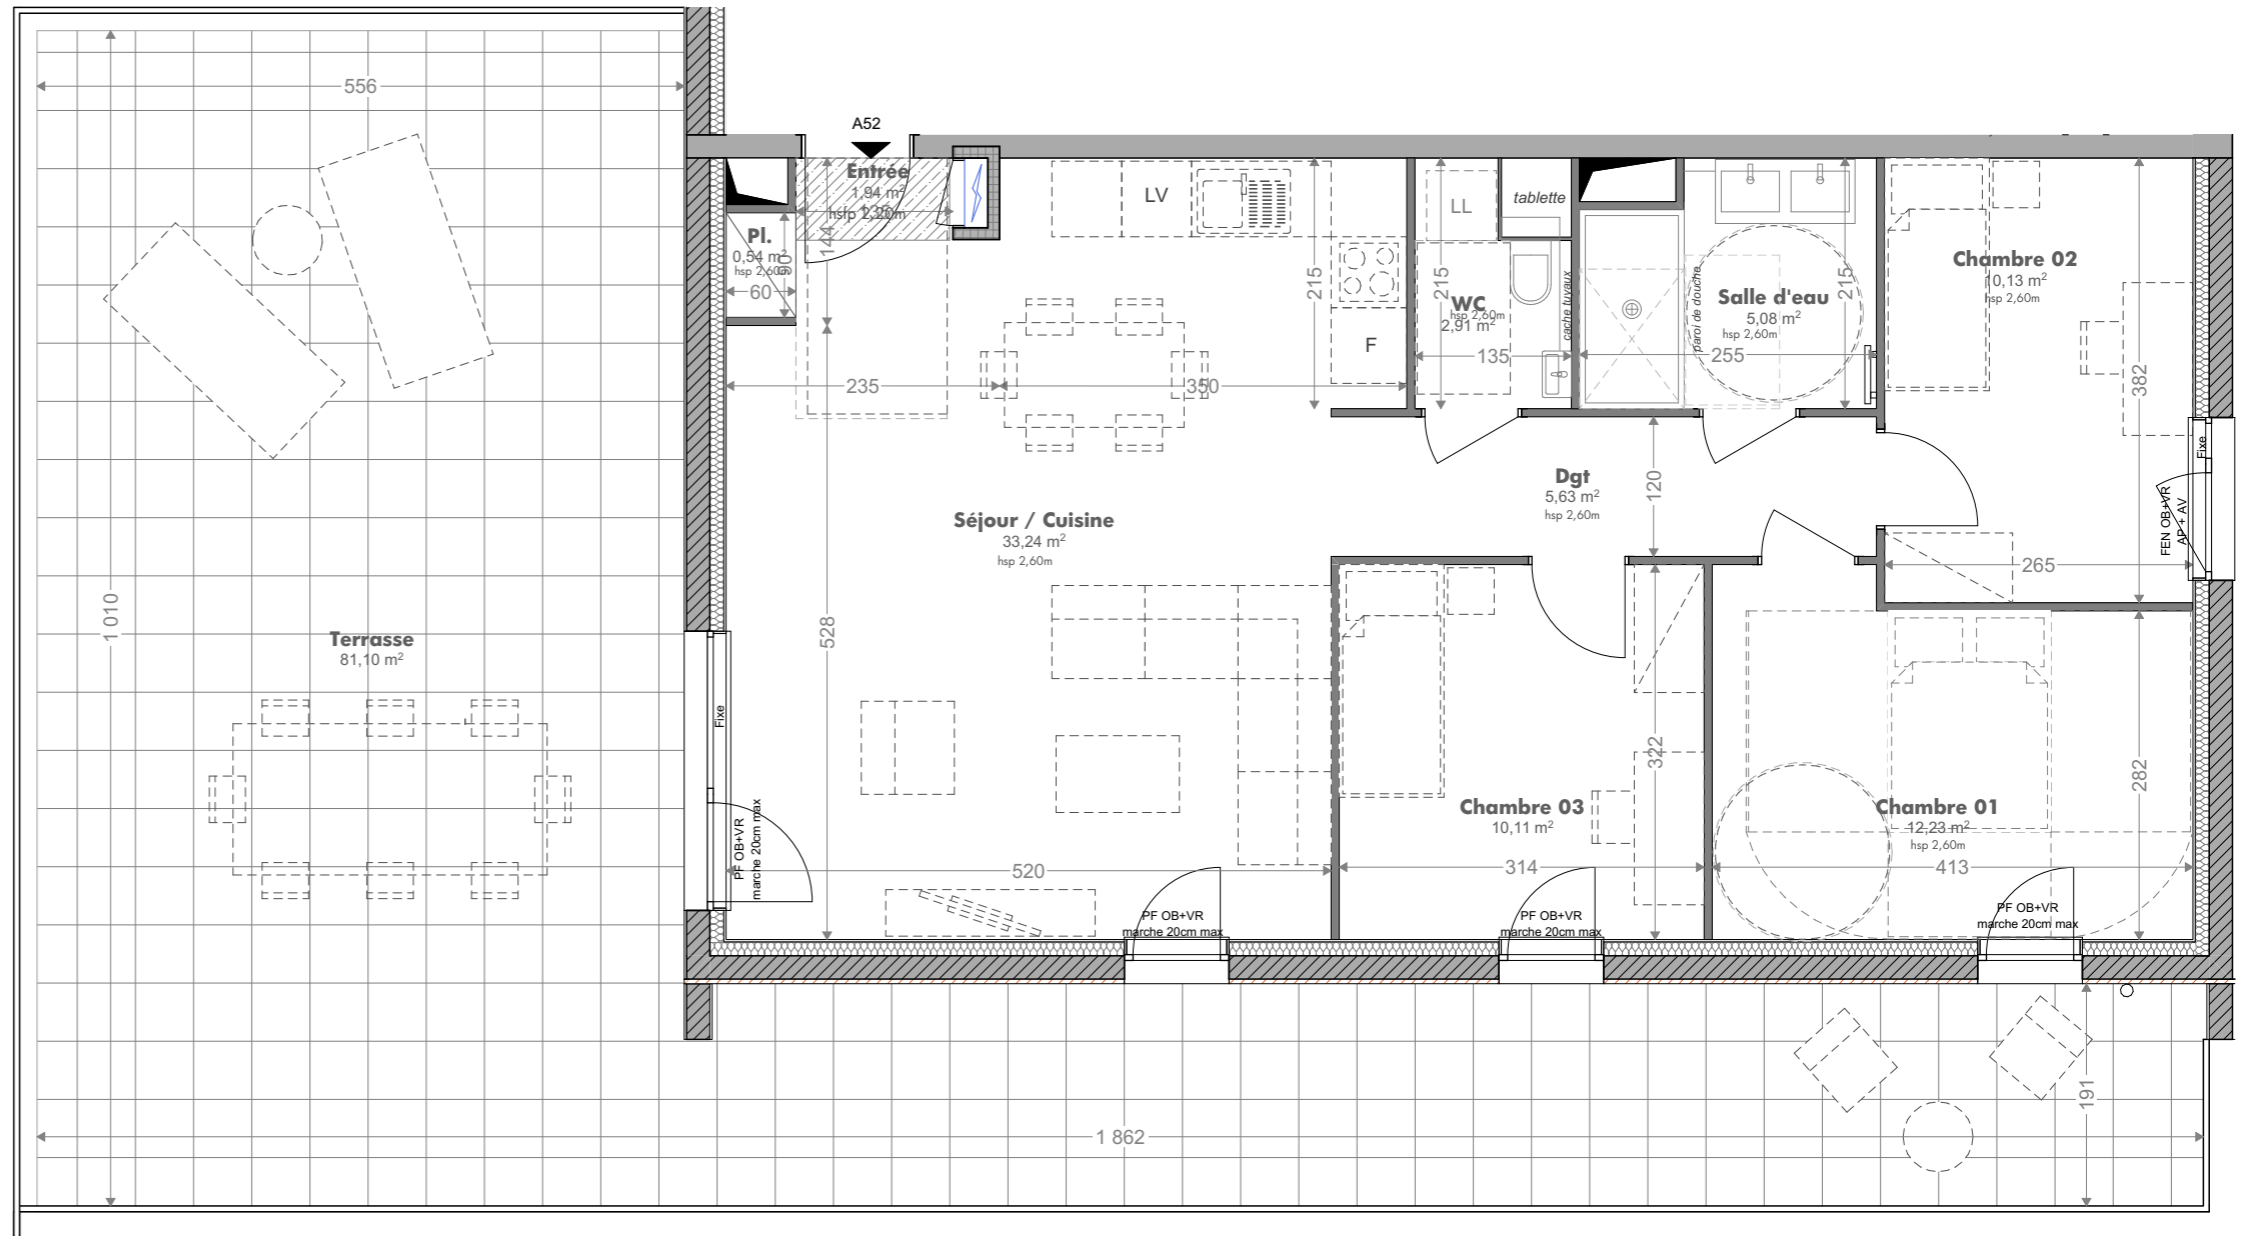 A52
556
Entrée
1,94 m²
144
LV
LL
tablette
Pl.
0,54 m²
hsp 2,60m
60
90
215
215
WC
hsp 2,60m
2,91 m²
cache tuyaux
paroi de douche
Salle d'eau
5,08 m²
hsp 2,60m
215
Chambre 02
10,13 m²
hsp 2,60m
F
135
255
235
350
382
Fixe
FEN OB+VR
AP + AV
Dgt
5,63 m²
hsp 2,60m
120
Séjour / Cuisine
33,24 m²
hsp 2,60m
265
1 010
528
Terrasse
81,10 m²
Fixe
322
282
PF OB+VR
marche 20cm max
Chambre 03
10,11 m²
Chambre 01
12,23 m²
hsp 2,60m
520
314
413
PF OB+VR
marche 20cm max
PF OB+VR
marche 20cm max
PF OB+VR
marche 20cm max
191
1 862